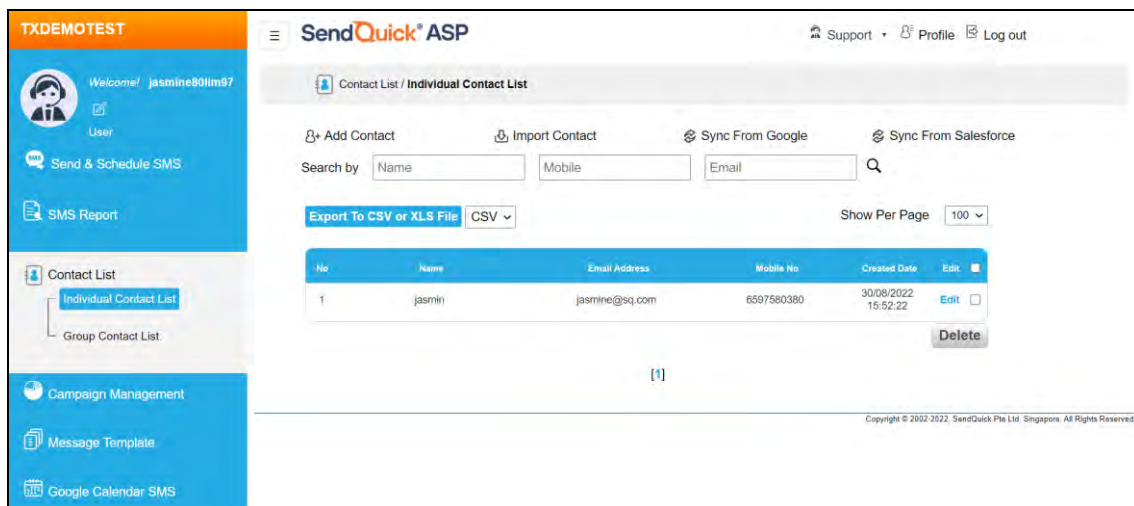 TXDEMOTEST
SendQuick® ASP
Support
Profile
Log out
Welcome! jasmine80lim97
User
Send & Schedule SMS
SMS Report
Contact List
Individual Contact List
Group Contact List
Campaign Management
Message Template
Google Calendar SMS
Contact List / Individual Contact List
Add Contact
Import Contact
Sync From Google
Sync From Salesforce
Search by Name Mobile Email
Export To CSV or XLS File CSV
Show Per Page 100
No Name Email Address Mobile No Created Date Edit
1 jasmin jasmine@sq.com 6597580380 30/08/2022 Edit
15:52:22
Delete
[1]
Copyright © 2002-2022, SendQuick Pte Ltd. Singapore. All Rights Reserved